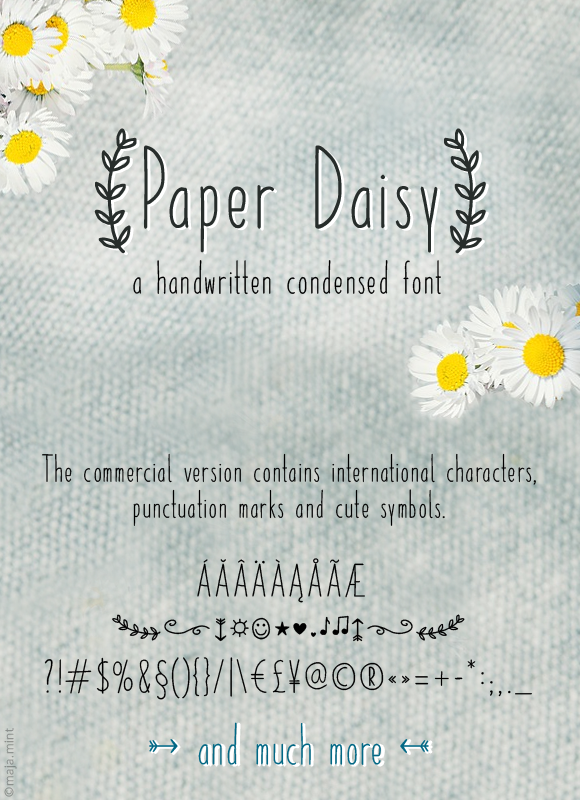 Paper Daisy
a handwritten condensed font
The commercial version contains international characters,
punctuation marks and cute symbols.
ÁĂÂÄÀĄÅÃÆ
☼☺★♥♪♫
?!#$%&§(){}/|\€£¥@©®«»=+-*:;,._
and much more
©maja.mint